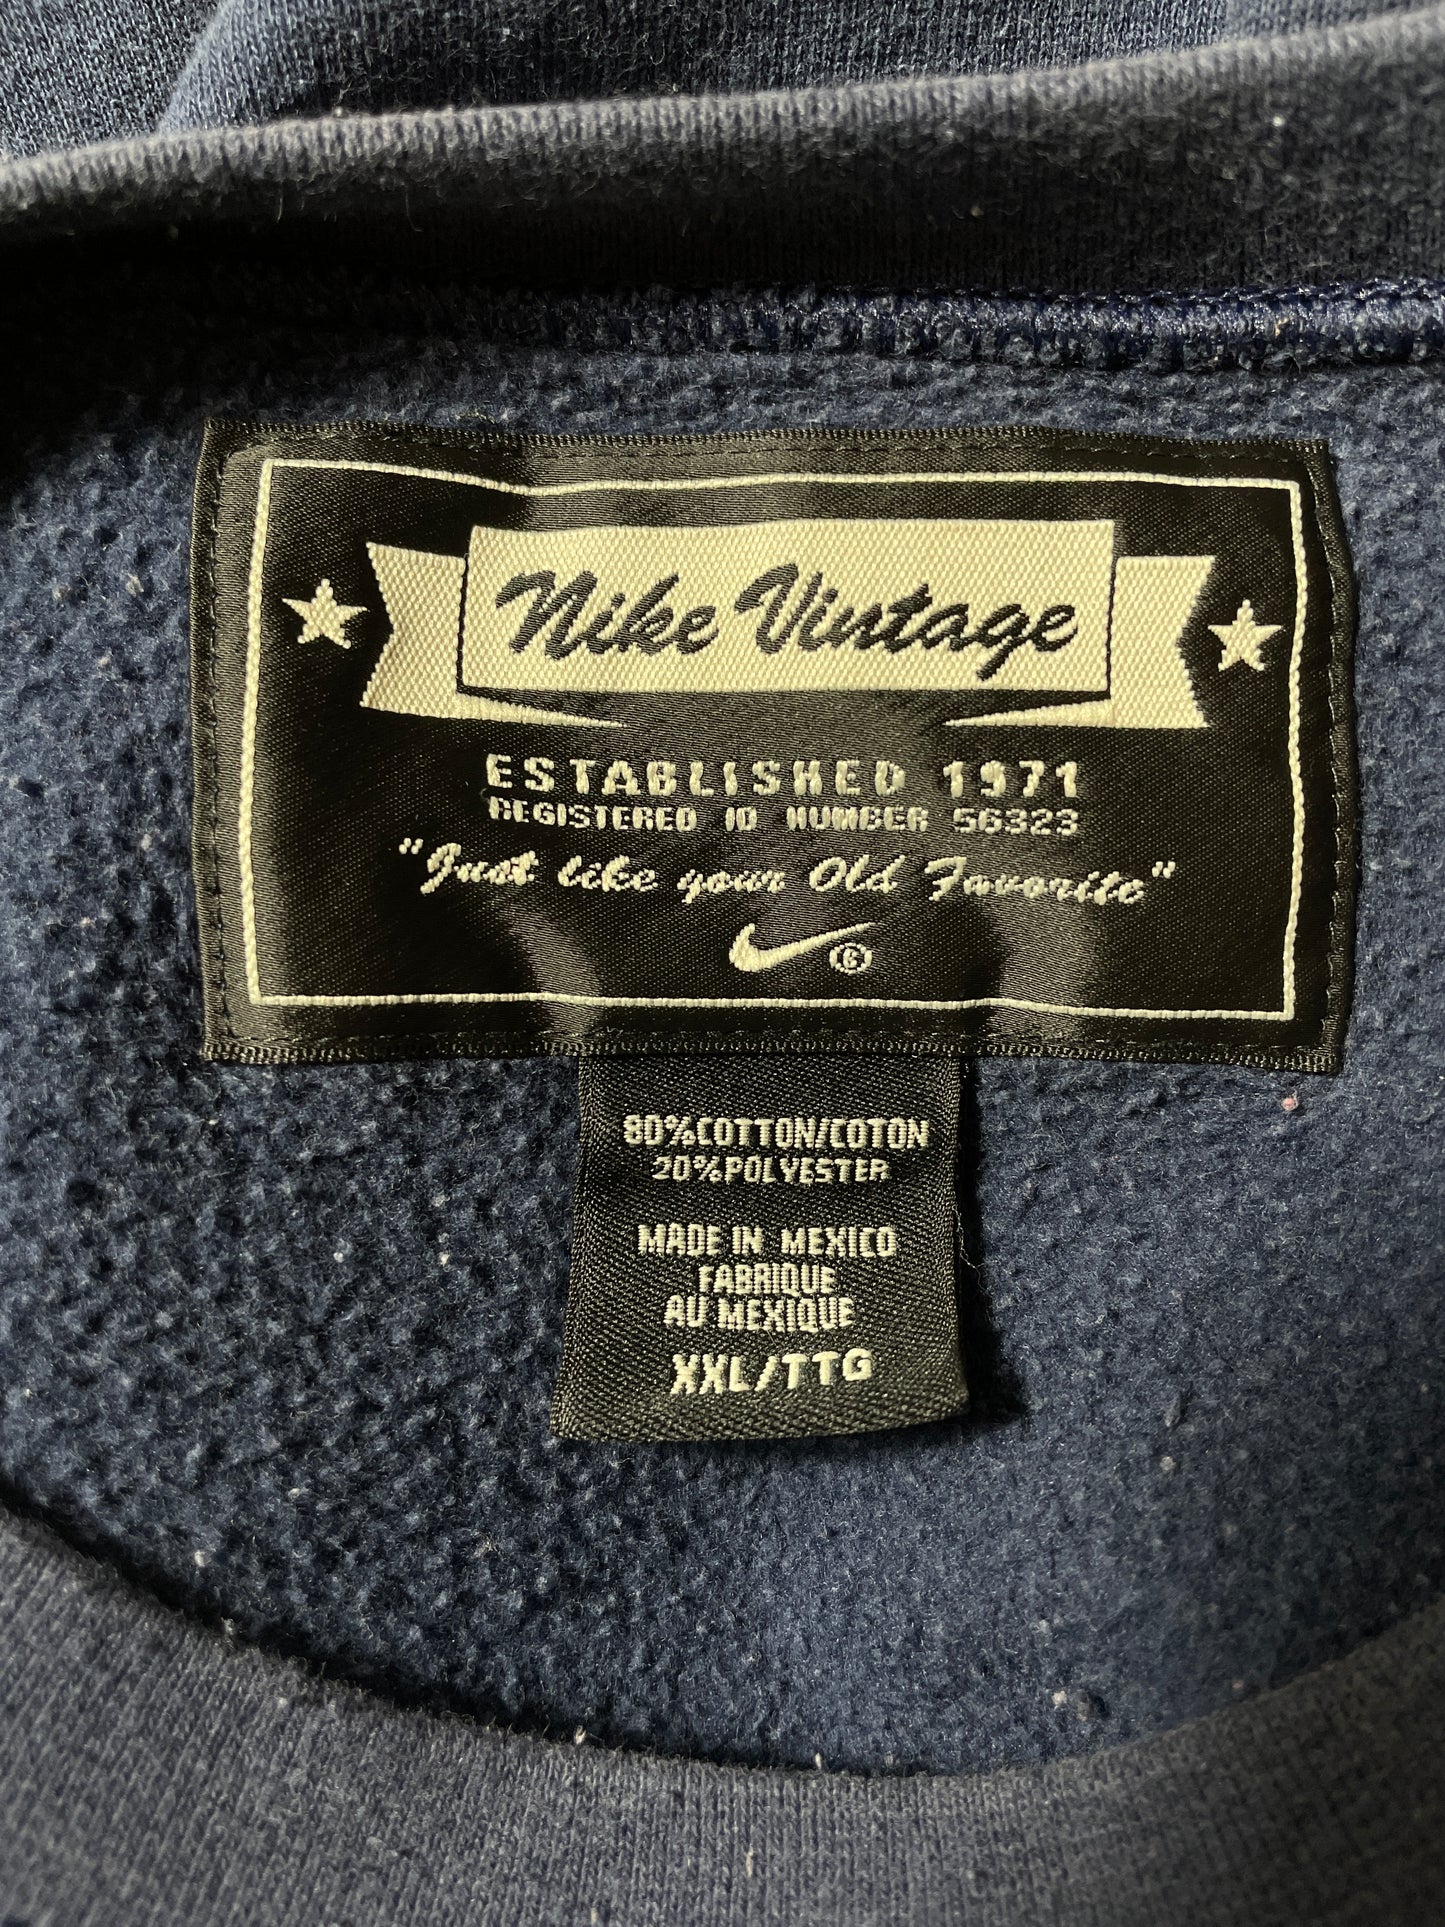 Nike Vintage
ESTABLISHED 1971
REGISTERED ID NUMBER 56323
"Just like your Old Favorite"
®
80%COTTON/COTON
20%POLYESTER
MADE IN MEXICO
FABRIQUE
AU MEXIQUE
XXL/TTG